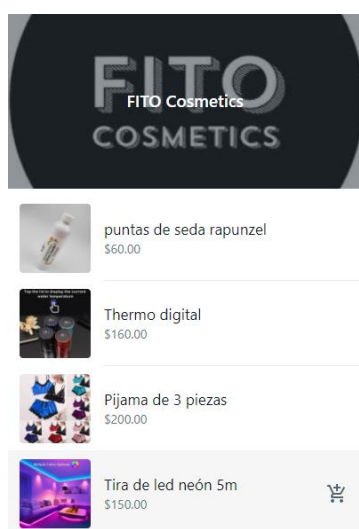 FITO
FITO Cosmetics
COSMETICS
puntas de seda rapunzel
$60.00
Thermo digital
$160.00
Pijama de 3 piezas
$200.00
Tira de led neón 5m
$150.00